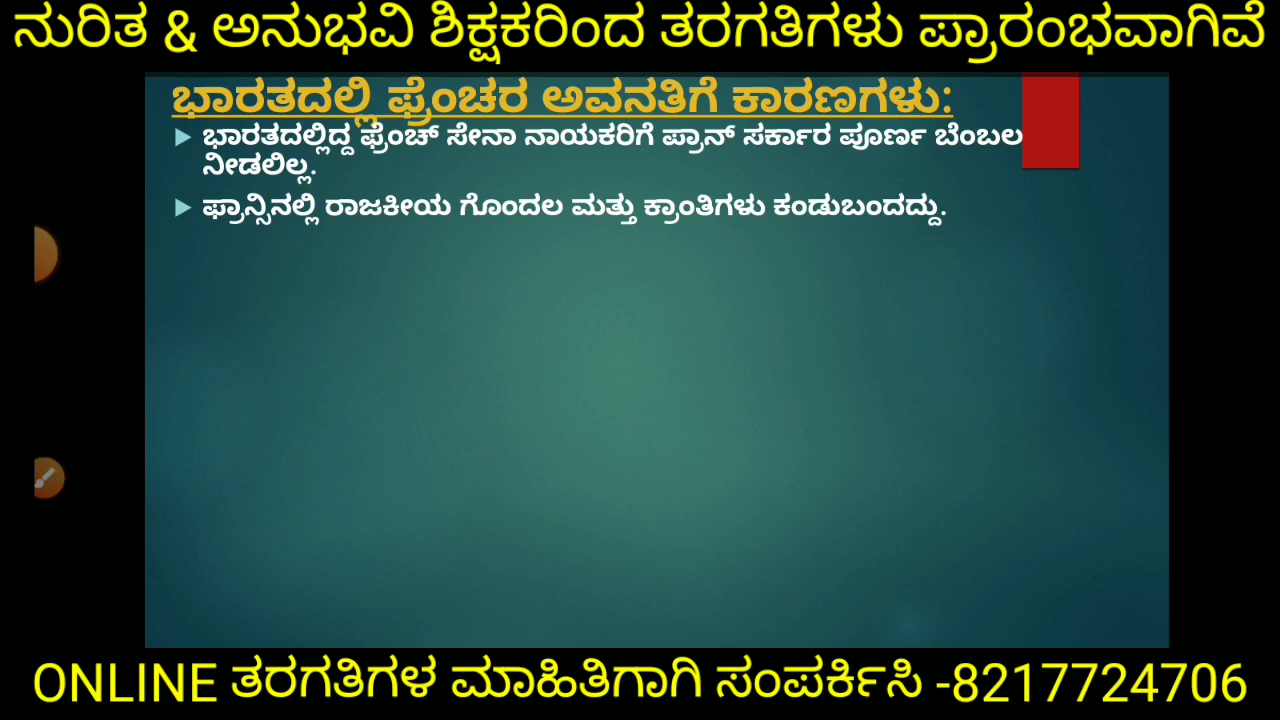 ನುರಿತ & ಅನುಭವಿ ಶಿಕ್ಷಕರಿಂದ ತರಗತಿಗಳು ಪ್ರಾರಂಭವಾಗಿವೆ
ಭಾರತದಲ್ಲಿ ಫ್ರೆಂಚರ ಅವನತಿಗೆ ಕಾರಣಗಳು:
ಭಾರತದಲ್ಲಿದ್ದ ಫ್ರೆಂಚ್ ಸೇನಾ ನಾಯಕರಿಗೆ ಪ್ರಾನ್ ಸರ್ಕಾರ ಪೂರ್ಣ ಬೆಂಬಲ
ನೀಡಲಿಲ್ಲ.
ಫ್ರಾನ್ಸಿನಲ್ಲಿ ರಾಜಕೀಯ ಗೊಂದಲ ಮತ್ತು ಕ್ರಾಂತಿಗಳು ಕಂಡುಬಂದದ್ದು.
ONLINE ತರಗತಿಗಳ ಮಾಹಿತಿಗಾಗಿ ಸಂಪರ್ಕಿಸಿ -8217724706